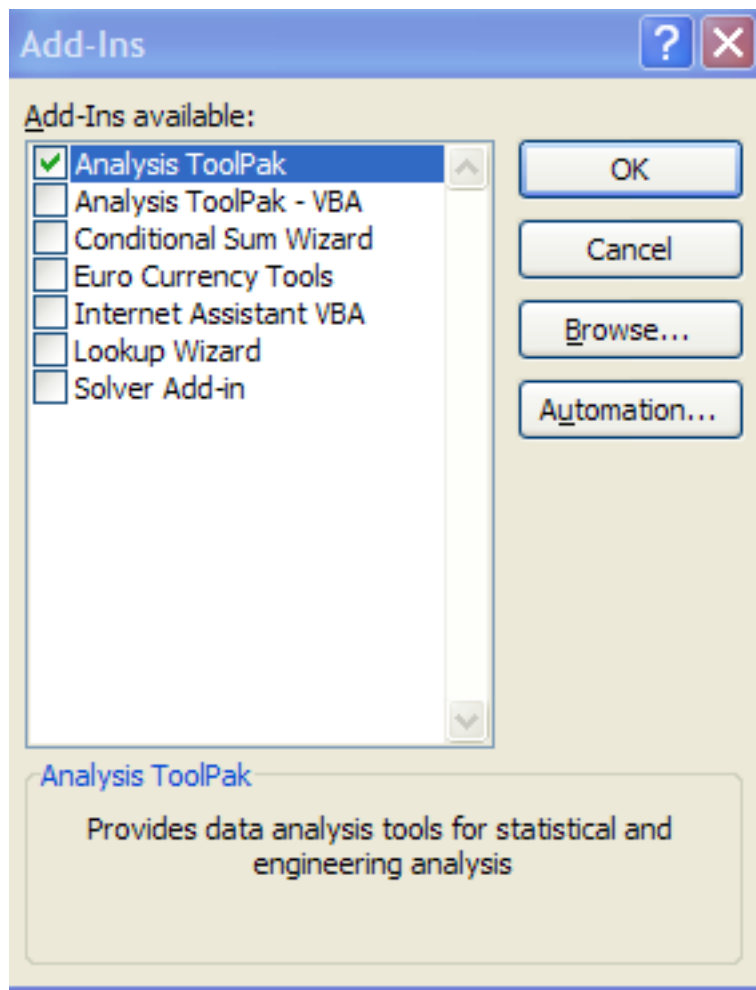 Add-Ins
?
Add-Ins available:
Analysis ToolPak
Analysis ToolPak - VBA
Conditional Sum Wizard
Euro Currency Tools
Internet Assistant VBA
Lookup Wizard
Solver Add-in
OK
Cancel
Browse...
Automation...
Analysis ToolPak
Provides data analysis tools for statistical and
engineering analysis